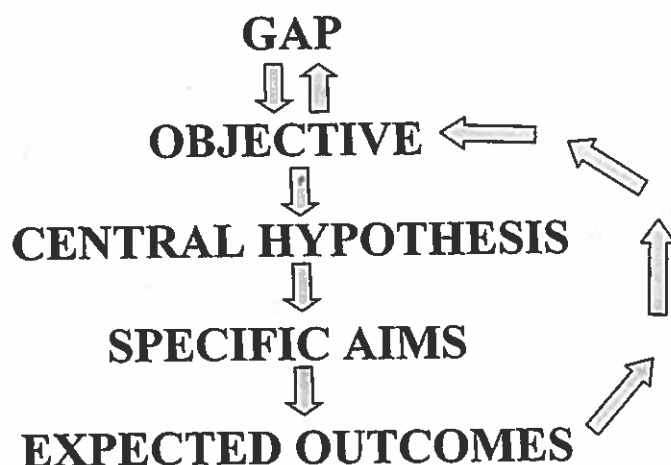 GAP
OBJECTIVE
CENTRAL HYPOTHESIS
SPECIFIC AIMS
EXPECTED OUTCOMES